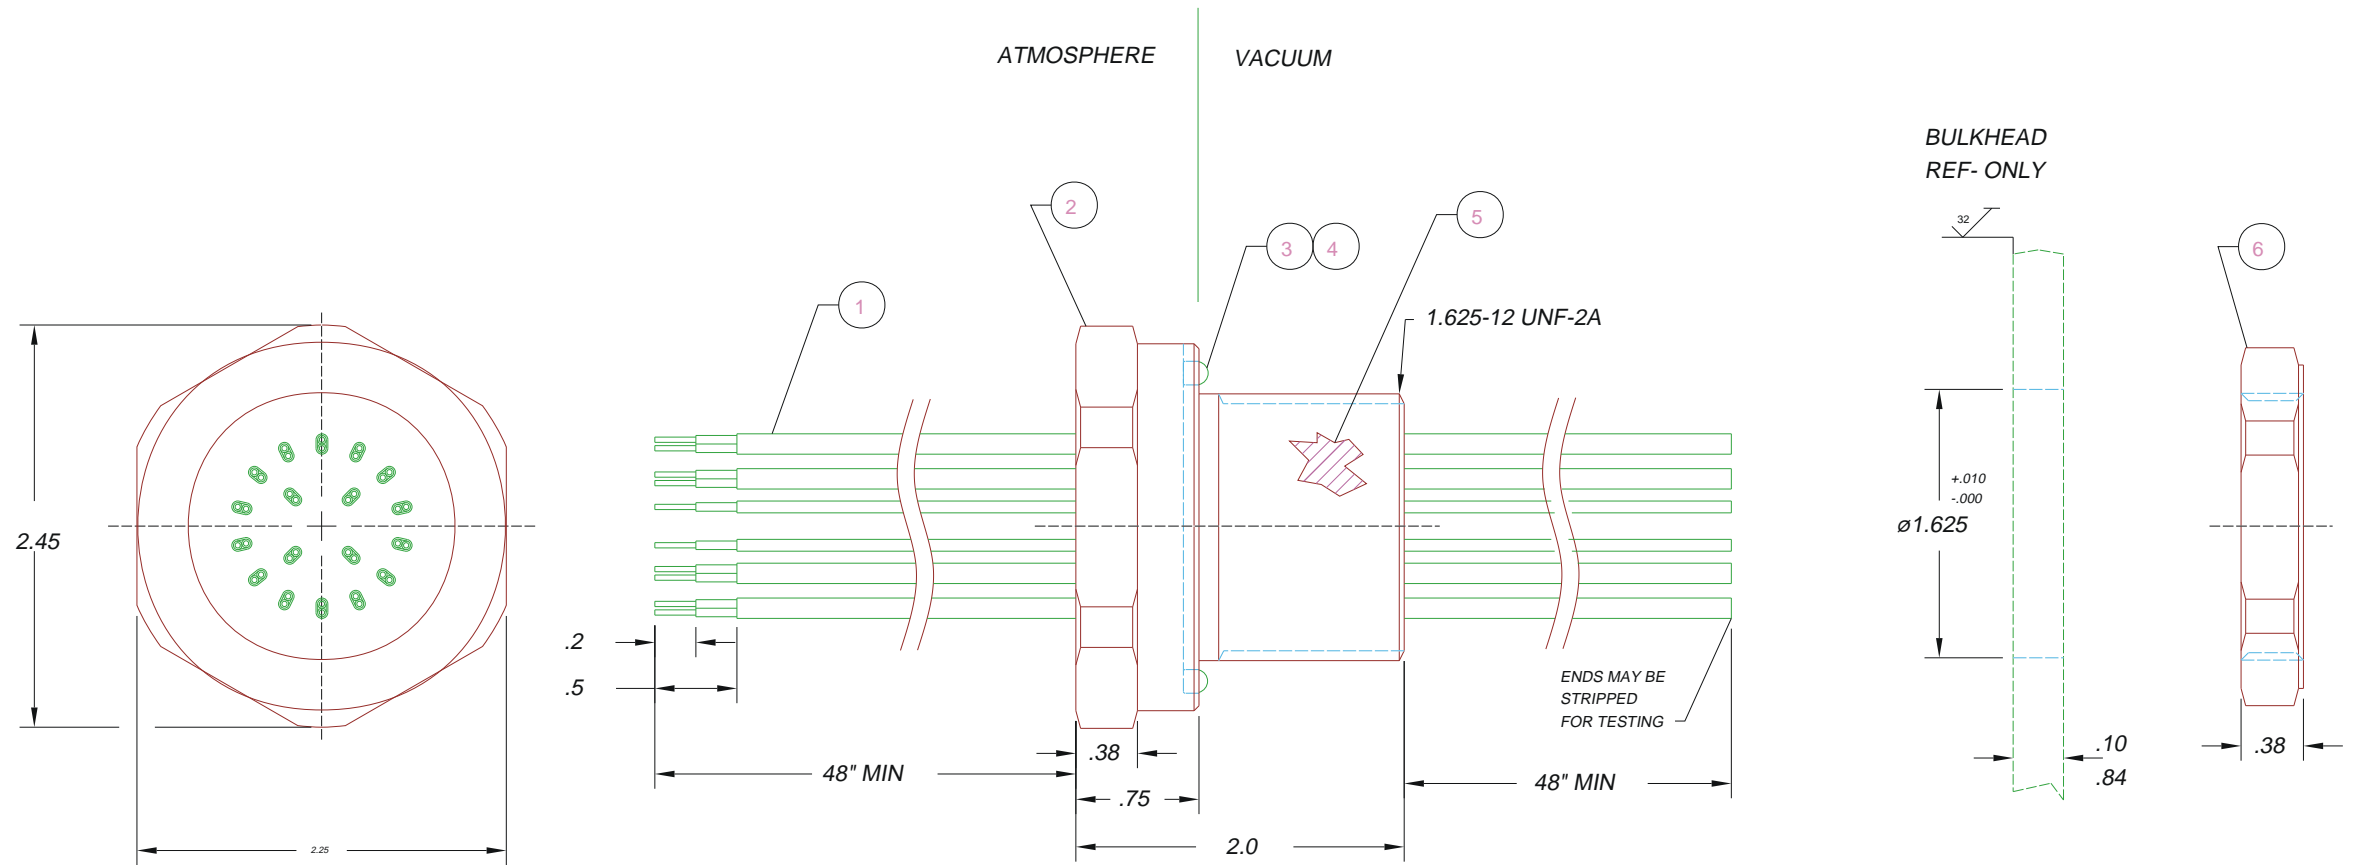 ATMOSPHERE
VACUUM
BULKHEAD
REF- ONLY
32
2
5
3
4
6
1
1.625-12 UNF-2A
+.010
-.000
ø1.625
2.45
.2
.5
ENDS MAY BE
STRIPPED
FOR TESTING
.38
.10
.84
.38
48" MIN
48" MIN
.75
2.0
2.25